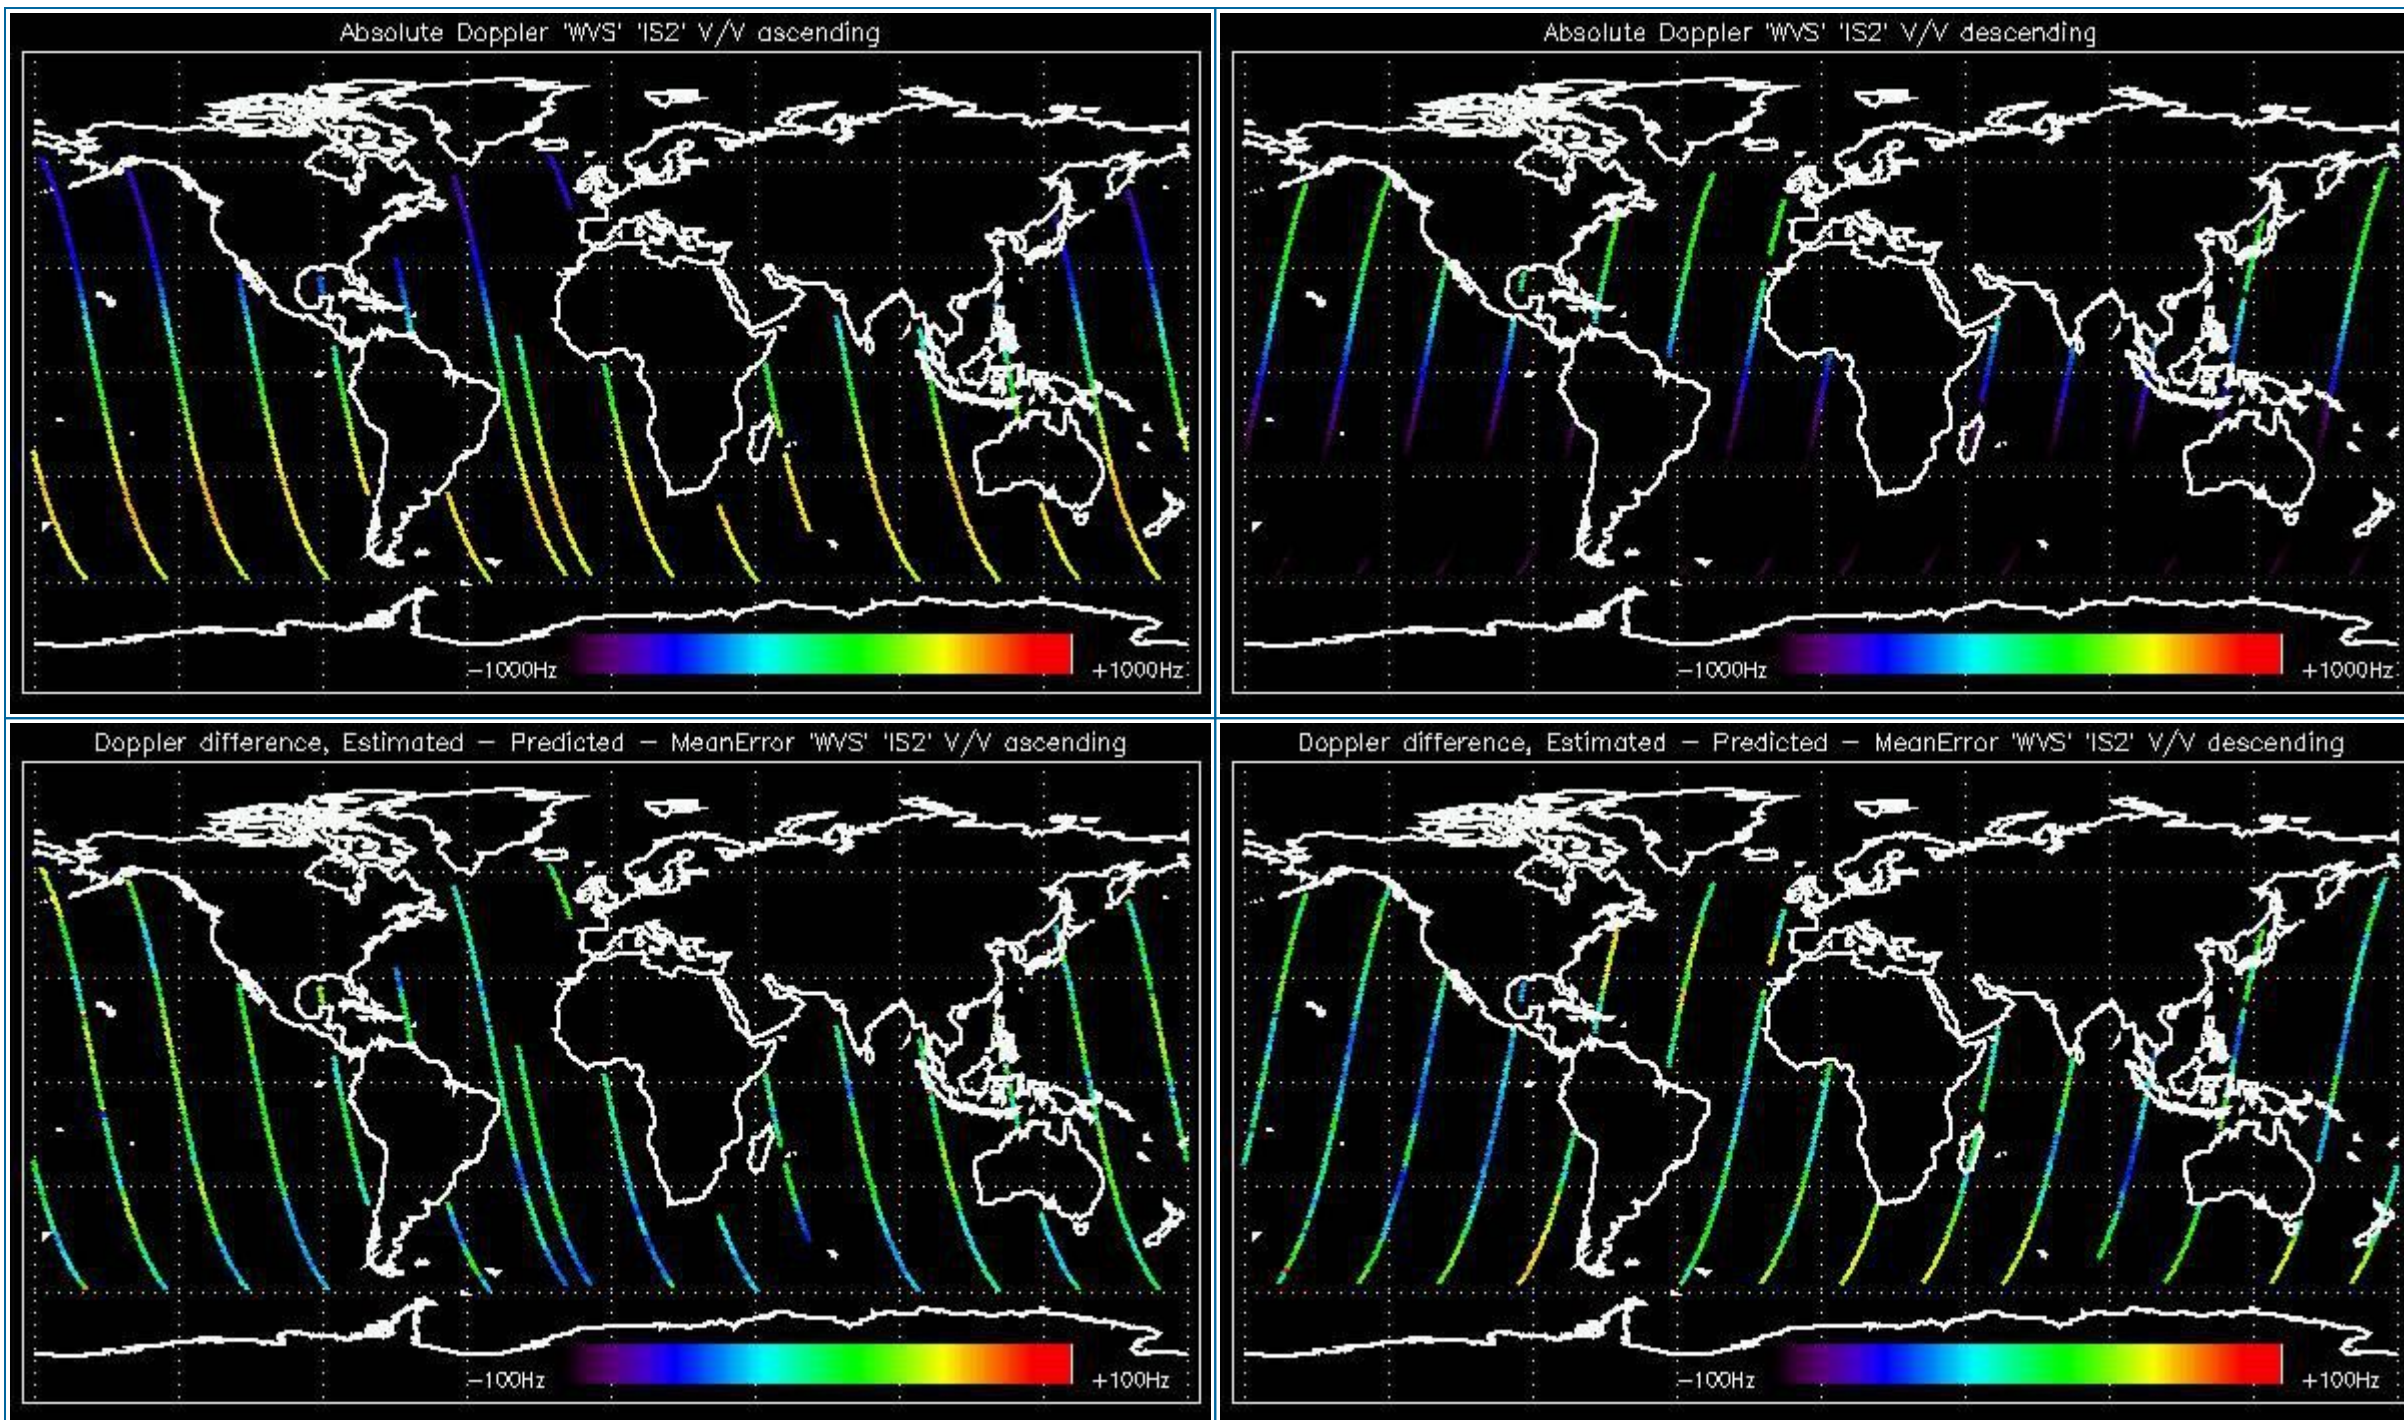 Absolute Doppler 'WVS' 'IS2' V/V ascending
-1000Hz
+1000Hz
Absolute Doppler 'WVS' 'IS2' V/V descending
-1000Hz
+1000Hz
Doppler difference, Estimated - Predicted - MeanError 'WVS' 'IS2' V/V ascending
-100Hz
+100Hz
Doppler difference, Estimated - Predicted - MeanError 'WVS' 'IS2' V/V descending
-100Hz
+100Hz